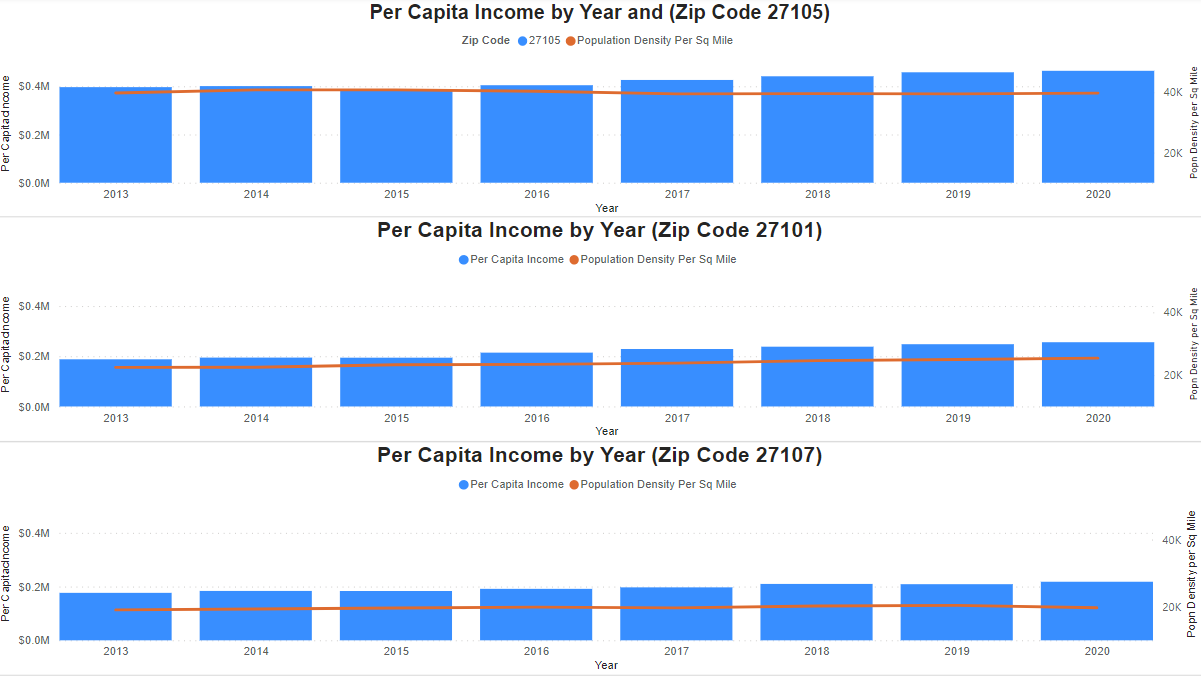 Per Capita Income by Year and (Zip Code 27105)
Zip Code 27105 Population Density Per Sq Mile
Per CapitadIncome
$0.4M
$0.2M
$0.0M
40K
20K
Popn Density per Sq Mile
2013 2014 2015 2016 2017 2018 2019 2020
Year
Per Capita Income by Year (Zip Code 27101)
Per Capita Income Population Density Per Sq Mile
Per CapitadIncome
$0.4M
$0.2M
$0.0M
40K
20K
Popn Density per Sq Mile
2013 2014 2015 2016 2017 2018 2019 2020
Year
Per Capita Income by Year (Zip Code 27107)
Per Capita Income Population Density Per Sq Mile
Per CapitadIncome
$0.4M
$0.2M
$0.0M
40K
20K
Popn Density per Sq Mile
2013 2014 2015 2016 2017 2018 2019 2020
Year